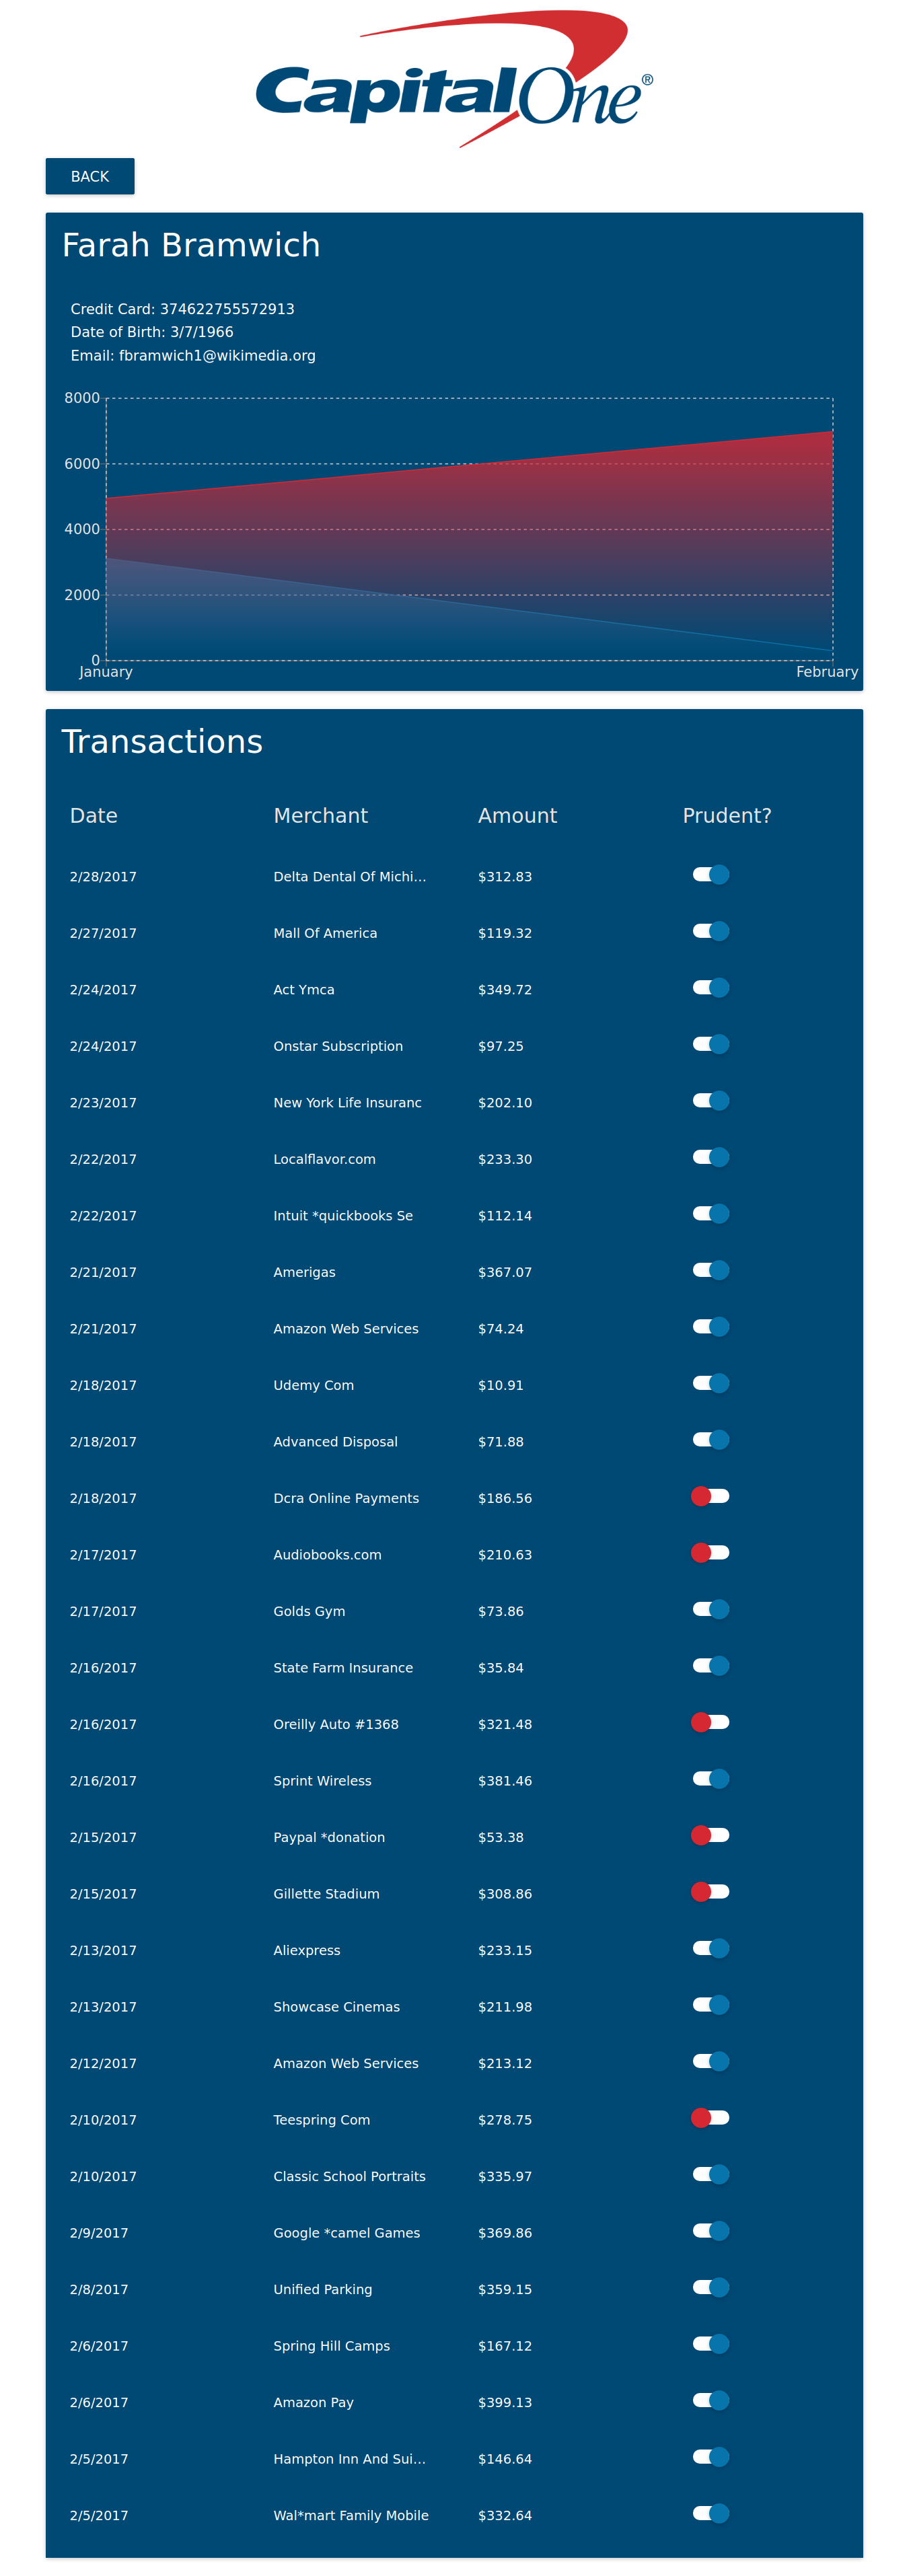 CapitalOne®
BACK
Farah Bramwich
Credit Card: 374622755572913
Date of Birth: 3/7/1966
Email: fbramwich1@wikimedia.org
8000
6000
4000
2000
0
January February
Transactions
Date Merchant Amount Prudent?
2/28/2017 Delta Dental Of Michi... $312.83
2/27/2017 Mall Of America $119.32
2/24/2017 Act Ymca $349.72
2/24/2017 Onstar Subscription $97.25
2/23/2017 New York Life Insuranc $202.10
2/22/2017 Localflavor.com $233.30
2/22/2017 Intuit *quickbooks Se $112.14
2/21/2017 Amerigas $367.07
2/21/2017 Amazon Web Services $74.24
2/18/2017 Udemy Com $10.91
2/18/2017 Advanced Disposal $71.88
2/18/2017 Dcra Online Payments $186.56
2/17/2017 Audiobooks.com $210.63
2/17/2017 Golds Gym $73.86
2/16/2017 State Farm Insurance $35.84
2/16/2017 Oreilly Auto #1368 $321.48
2/16/2017 Sprint Wireless $381.46
2/15/2017 Paypal *donation $53.38
2/15/2017 Gillette Stadium $308.86
2/13/2017 Aliexpress $233.15
2/13/2017 Showcase Cinemas $211.98
2/12/2017 Amazon Web Services $213.12
2/10/2017 Teespring Com $278.75
2/10/2017 Classic School Portraits $335.97
2/9/2017 Google *camel Games $369.86
2/8/2017 Unified Parking $359.15
2/6/2017 Spring Hill Camps $167.12
2/6/2017 Amazon Pay $399.13
2/5/2017 Hampton Inn And Sui... $146.64
2/5/2017 Wal*mart Family Mobile $332.64